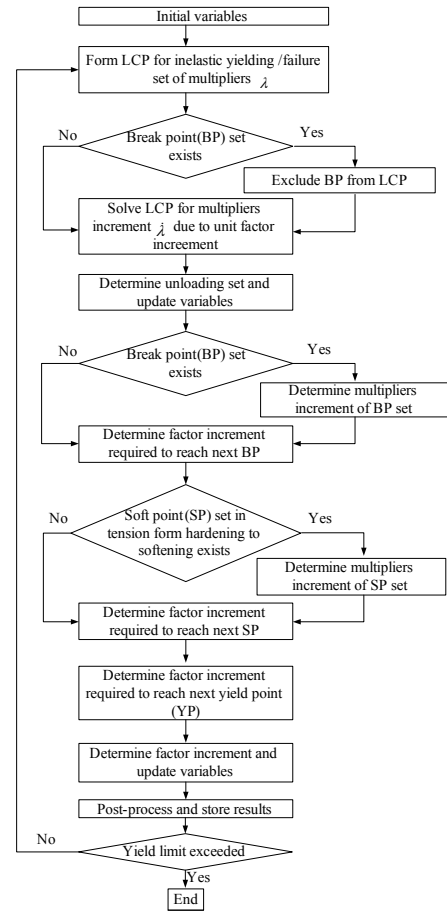 Initial variables
Form LCP for inelastic yielding /failure
set of multipliers λ
No
Break point(BP) set
exists
Yes
Exclude BP from LCP
Solve LCP for multipliers
increment λ̇ due to unit factor
increement
Determine unloading set and
update variables
No
Break point(BP) set
exists
Yes
Determine multipliers
increment of BP set
Determine factor increment
required to reach next BP
No
Soft point(SP) set in
tension form hardening to
softening exists
Yes
Determine multipliers
increment of SP set
Determine factor increment
required to reach next SP
Determine factor increment
required to reach next yield point
(YP)
Determine factor increment and
update variables
Post-process and store results
No
Yield limit exceeded
Yes
End